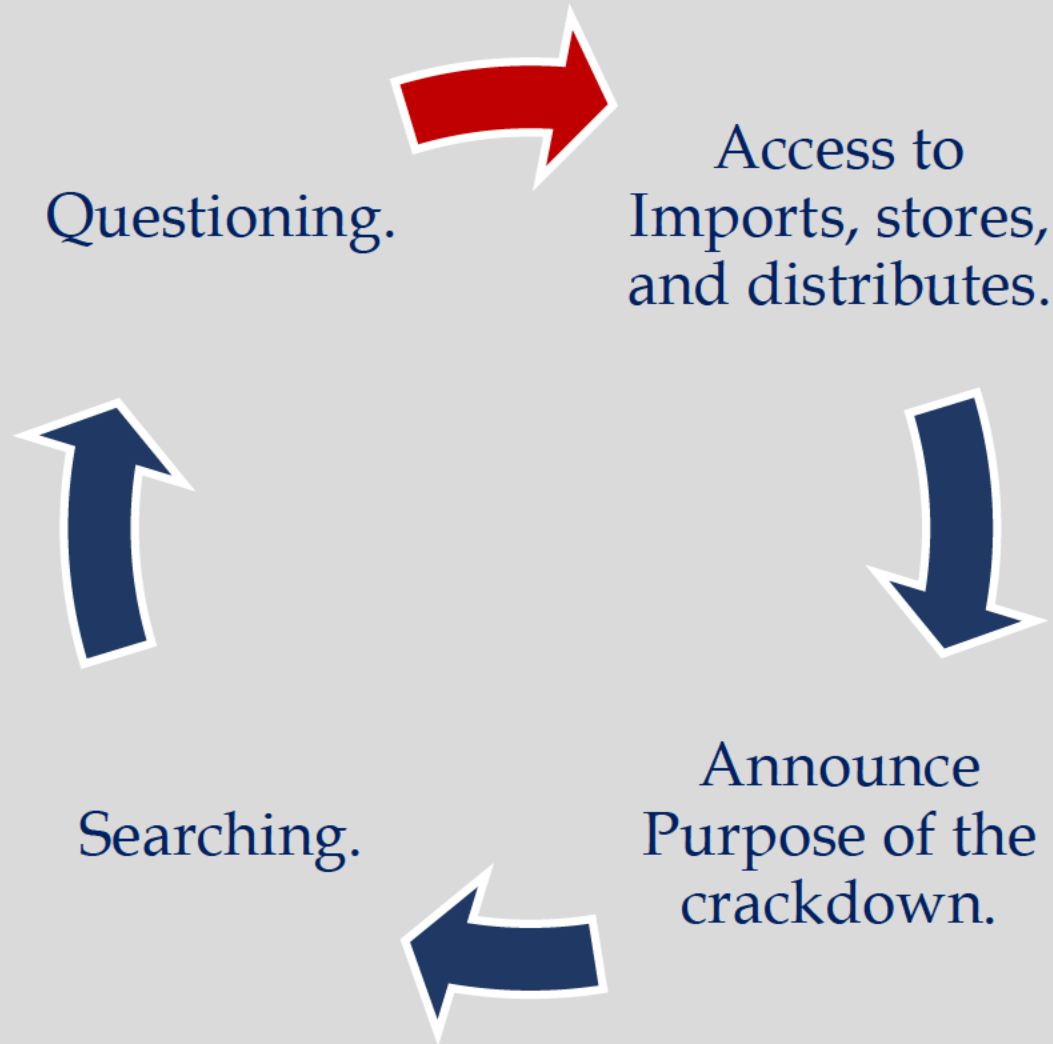 Questioning.
Access to
Imports, stores,
and distributes.
Searching.
Announce
Purpose of the
crackdown.